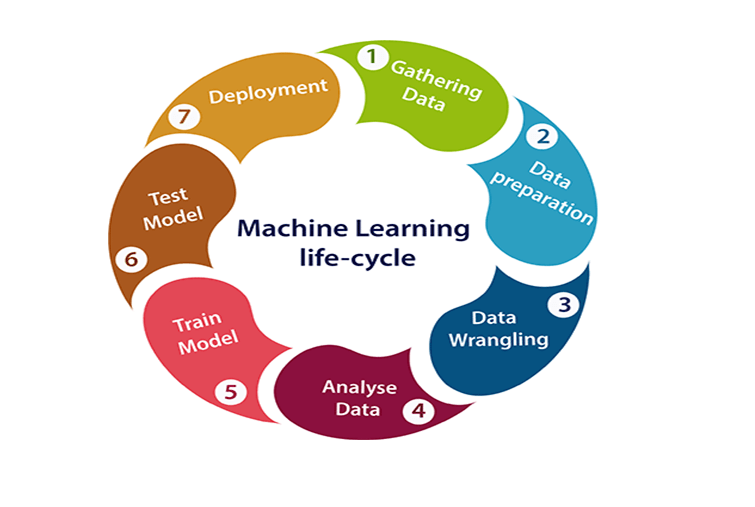 Machine Learning
life-cycle
1
Gathering
Data
2
Data
preparation
3
Data
Wrangling
4
Analyse
Data
5
Train
Model
6
Test
Model
7
Deployment